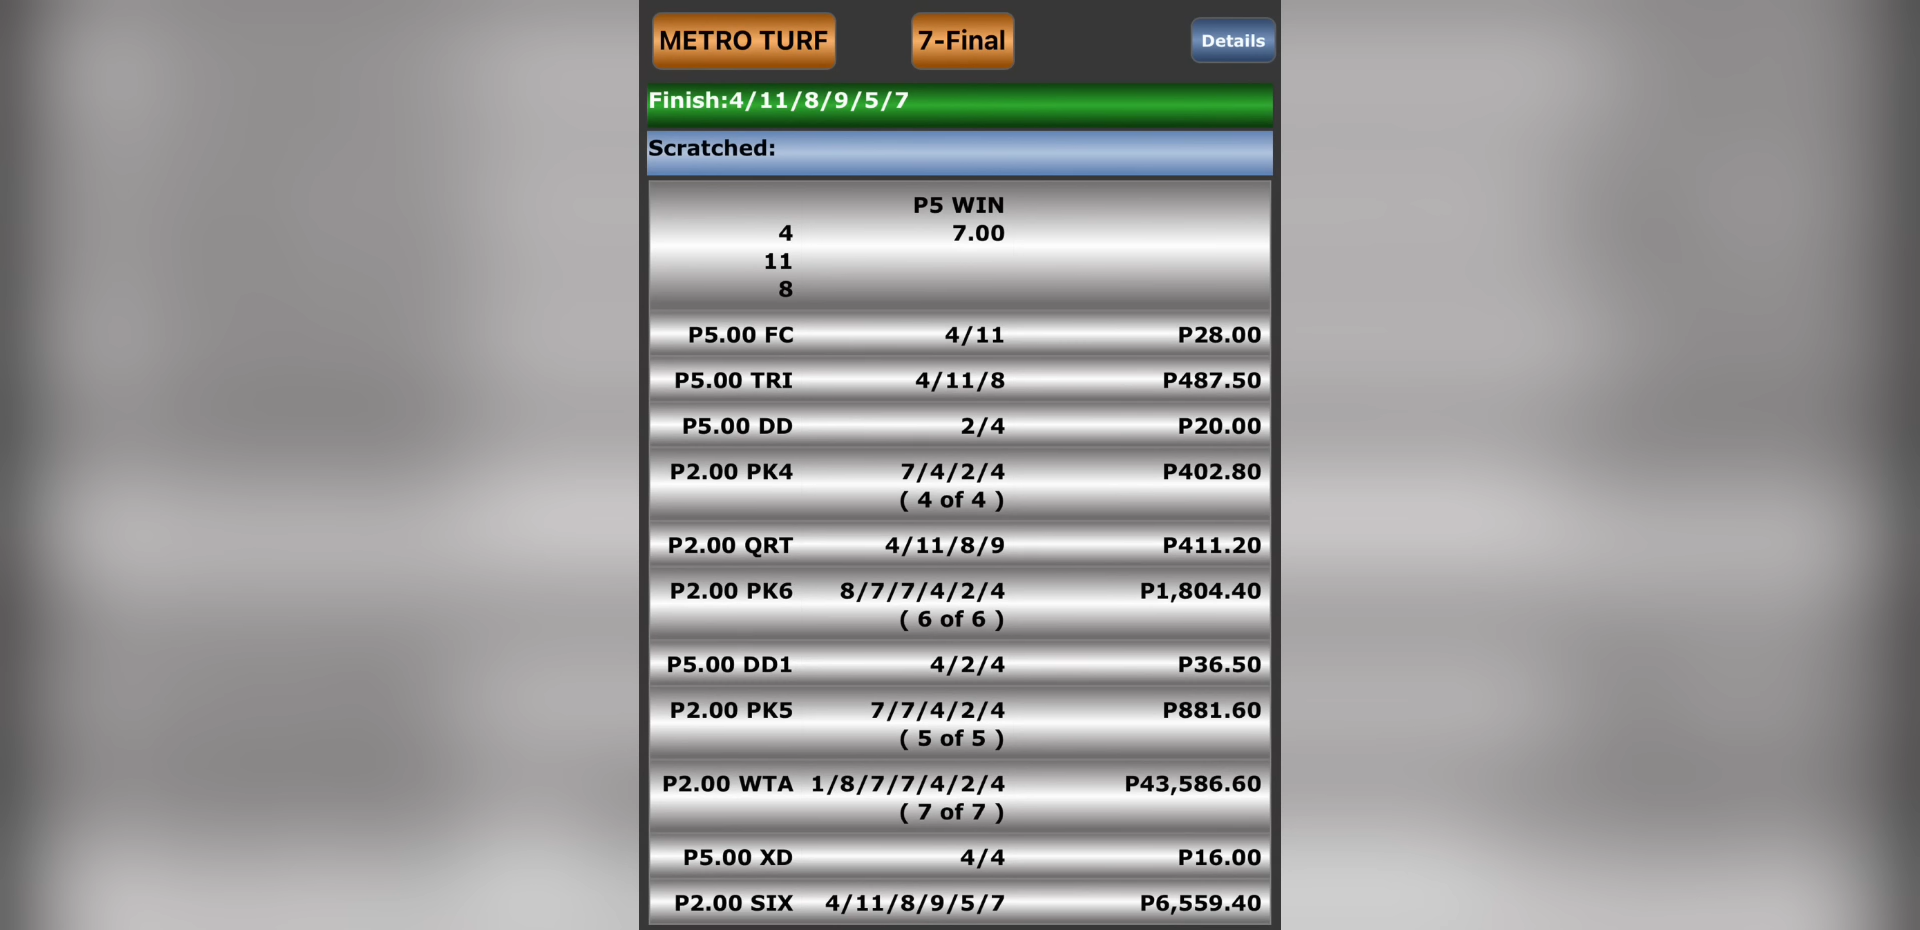 METRO TURF 7-Final Details
Finish:4/11/8/9/5/7
Scratched:
P5 WIN
4 7.00
11
8
P5.00 FC 4/11 P28.00
P5.00 TRI 4/11/8 P487.50
P5.00 DD 2/4 P20.00
P2.00 PK4 7/4/2/4 P402.80
( 4 of 4 )
P2.00 QRT 4/11/8/9 P411.20
P2.00 PK6 8/7/7/4/2/4 P1,804.40
( 6 of 6 )
P5.00 DD1 4/2/4 P36.50
P2.00 PK5 7/7/4/2/4 P881.60
( 5 of 5 )
P2.00 WTA 1/8/7/7/4/2/4 P43,586.60
( 7 of 7 )
P5.00 XD 4/4 P16.00
P2.00 SIX 4/11/8/9/5/7 P6,559.40